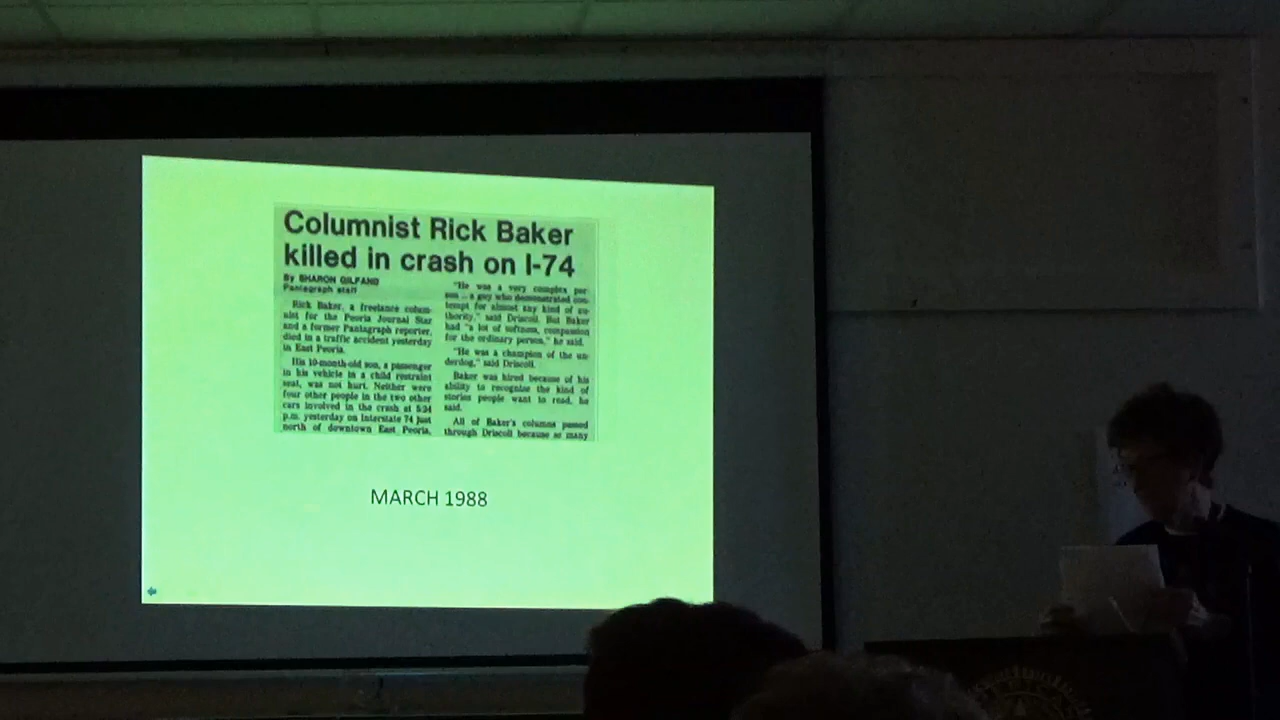 Columnist Rick Baker
killed in crash on I-74
By SHARON GILFAND
Pantagraph staff
Rick Baker, a freelance colum-
nist for the Peoria Journal Star
and a former Pantagraph reporter,
died in a traffic accident yesterday
in East Peoria.
His 10-month-old son, a passenger
in his vehicle in a child restraint
seat, was not hurt. Neither were
four other people in the two other
cars involved in the crash at 5:34
p.m. yesterday on Interstate 74 just
north of downtown East Peoria.
"He was a very complex per-
son ... a guy who demonstrated con-
tempt for almost any kind of au-
thority," said Driscoll. But Baker
had "a lot of softness, compassion
for the ordinary person," he said.
"He was a champion of the un-
derdog," said Driscoll.
Baker was hired because of his
ability to recognize the kind of
stories people want to read, he
said.
All of Baker's columns passed
through Driscoll because so many
MARCH 1988